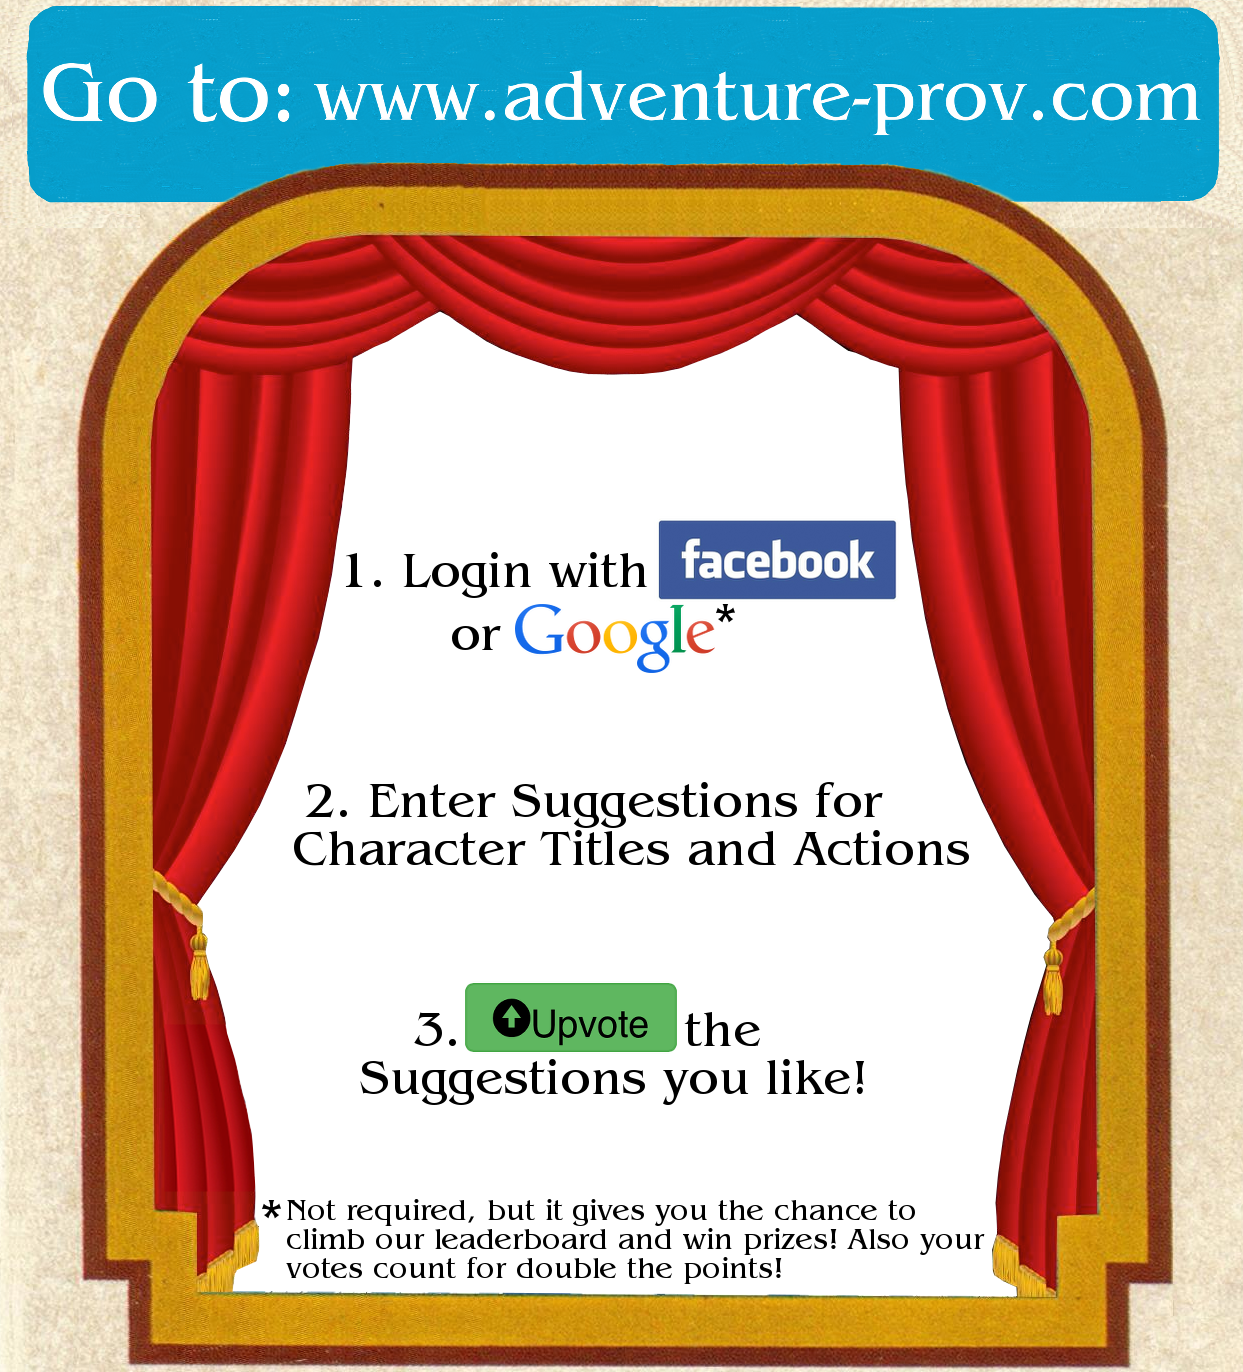 Go to: www.adventure-prov.com
1. Login with facebook
or Google*
2. Enter Suggestions for
Character Titles and Actions
3. Upvote the
Suggestions you like!
*Not required, but it gives you the chance to
climb our leaderboard and win prizes! Also your
votes count for double the points!